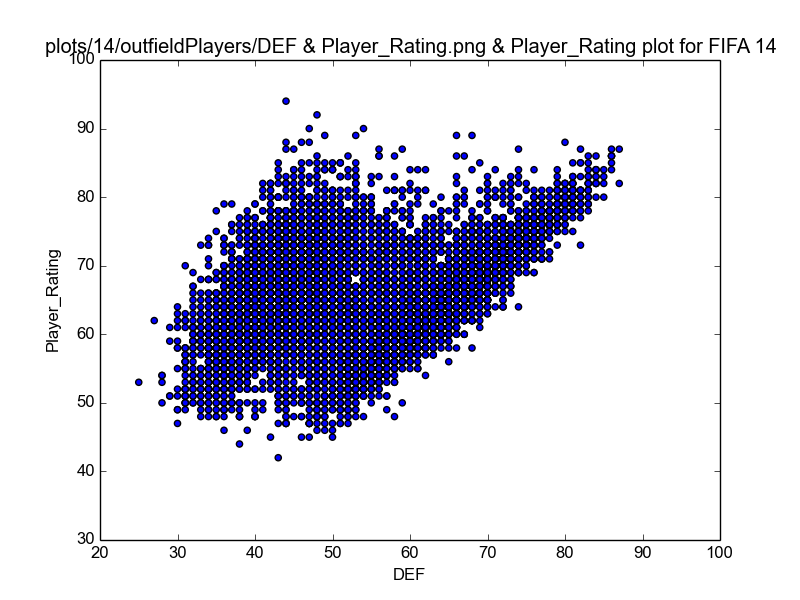 plots/14/outfieldPlayers/DEF & Player_Rating.png & Player_Rating plot for FIFA 14
100
90
80
70
60
50
40
30
Player_Rating
20 30 40 50 60 70 80 90 100
DEF